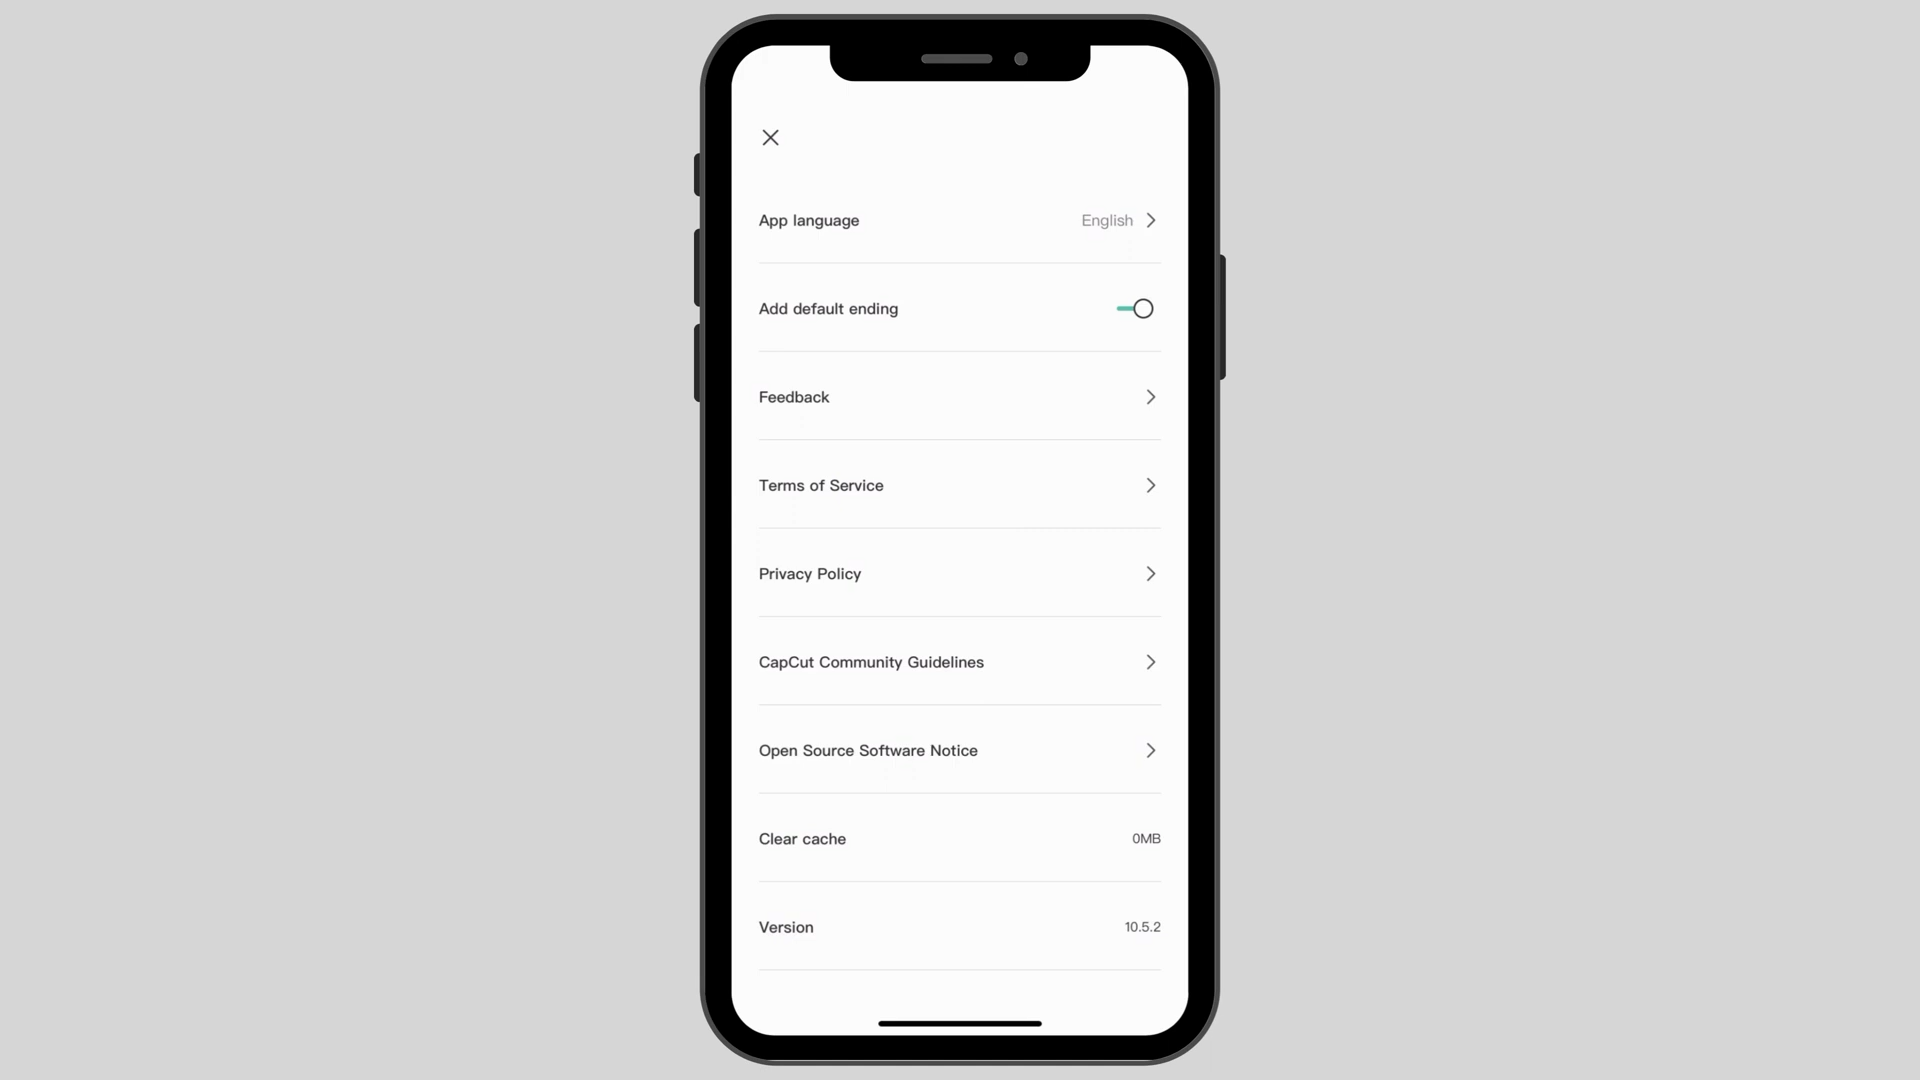 App language English
Add default ending
Feedback
Terms of Service
Privacy Policy
CapCut Community Guidelines
Open Source Software Notice
Clear cache 0MB
Version 10.5.2